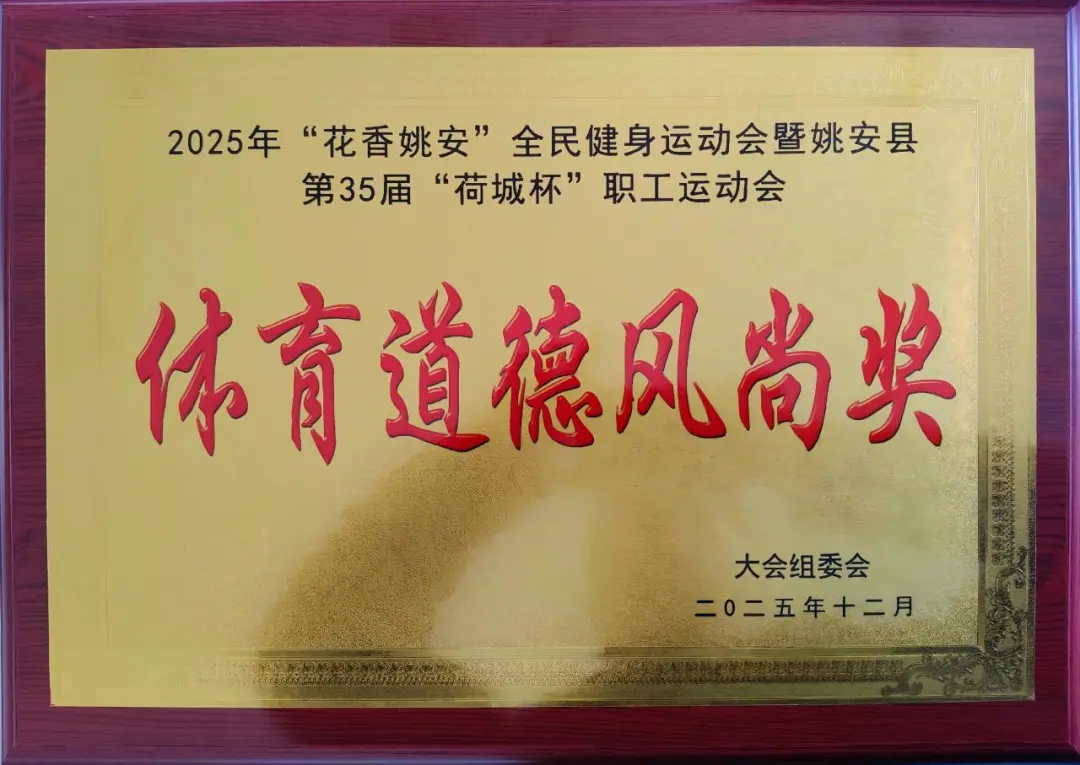 2025年“花香姚安”全民健身运动会暨姚安县
第35届“荷城杯”职工运动会
体育道德风尚奖
大会组委会
二0二五年十二月